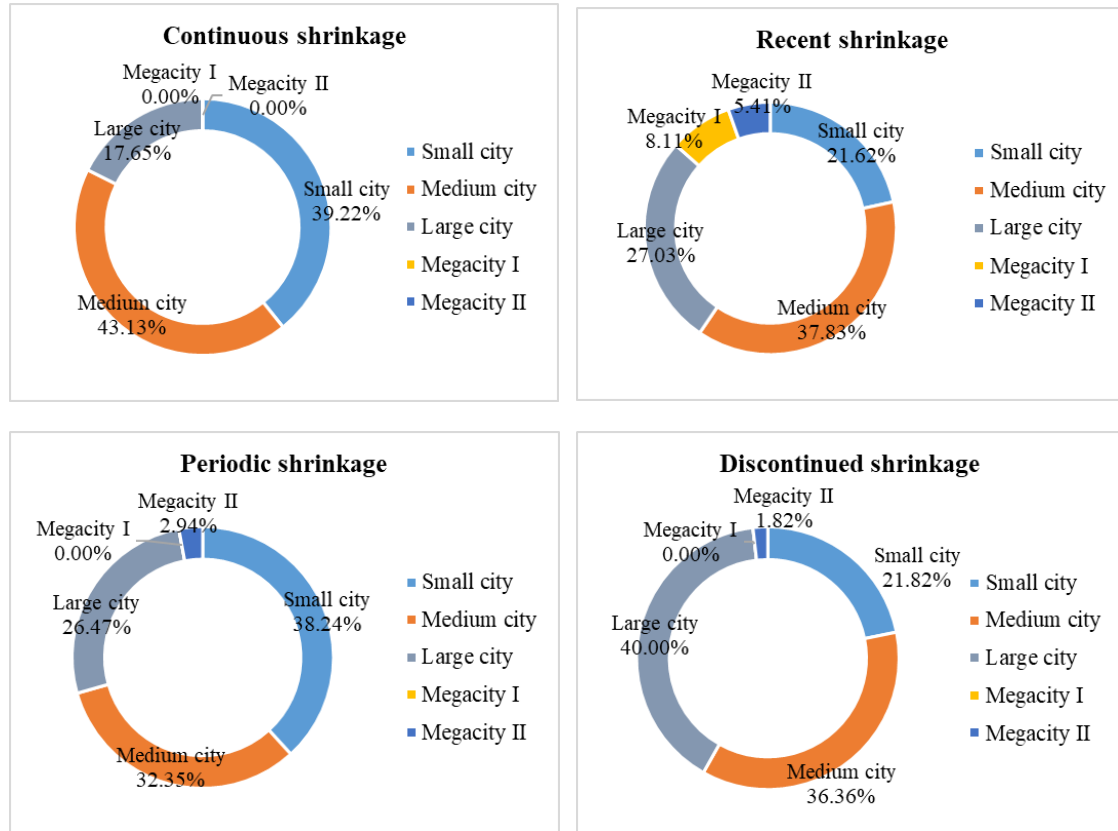 Continuous shrinkage
Megacity I
0.00%
Megacity II
0.00%
Large city
17.65%
Small city
39.22%
Medium city
43.13%
Small city
Medium city
Large city
Megacity I
Megacity II
Recent shrinkage
Megacity II
5.41%
Megacity I
8.11%
Small city
21.62%
Large city
27.03%
Medium city
37.83%
Small city
Medium city
Large city
Megacity I
Megacity II
Periodic shrinkage
Megacity II
2.94%
Megacity I
0.00%
Large city
26.47%
Small city
38.24%
Medium city
32.35%
Small city
Medium city
Large city
Megacity I
Megacity II
Discontinued shrinkage
Megacity II
1.82%
Megacity I
0.00%
Small city
21.82%
Large city
40.00%
Medium city
36.36%
Small city
Medium city
Large city
Megacity I
Megacity II